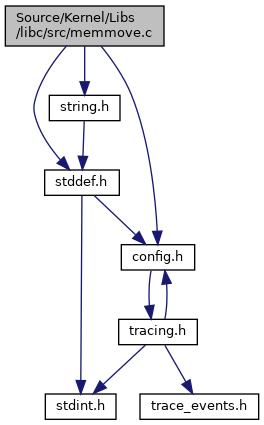 Source/Kernel/Libs
/libc/src/memmove.c
string.h
stddef.h
config.h
tracing.h
stdint.h
trace_events.h